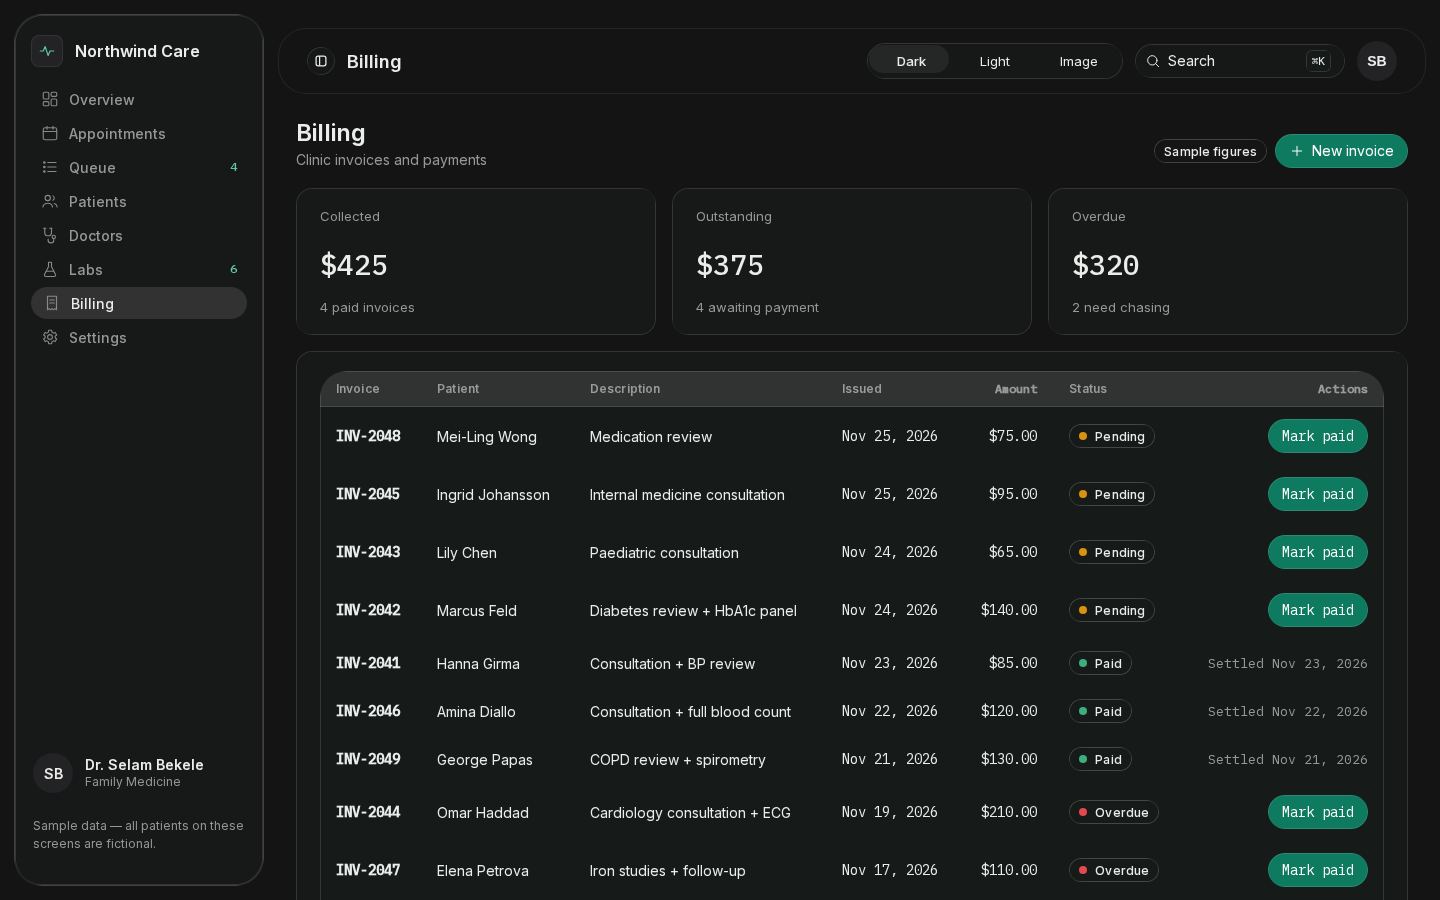 Northwind Care
Overview
Appointments
Queue 4
Patients
Doctors
Labs 6
Billing
Settings
SB
Dr. Selam Bekele
Family Medicine
Sample data — all patients on these
screens are fictional.
Billing
Dark Light Image
Search ⌘K
SB
Billing
Clinic invoices and payments
Sample figures
New invoice
Collected
$425
4 paid invoices
Outstanding
$375
4 awaiting payment
Overdue
$320
2 need chasing
Invoice Patient Description Issued Amount Status Actions
INV-2048 Mei-Ling Wong Medication review Nov 25, 2026 $75.00 Pending Mark paid
INV-2045 Ingrid Johansson Internal medicine consultation Nov 25, 2026 $95.00 Pending Mark paid
INV-2043 Lily Chen Paediatric consultation Nov 24, 2026 $65.00 Pending Mark paid
INV-2042 Marcus Feld Diabetes review + HbA1c panel Nov 24, 2026 $140.00 Pending Mark paid
INV-2041 Hanna Girma Consultation + BP review Nov 23, 2026 $85.00 Paid Settled Nov 23, 2026
INV-2046 Amina Diallo Consultation + full blood count Nov 22, 2026 $120.00 Paid Settled Nov 22, 2026
INV-2049 George Papas COPD review + spirometry Nov 21, 2026 $130.00 Paid Settled Nov 21, 2026
INV-2044 Omar Haddad Cardiology consultation + ECG Nov 19, 2026 $210.00 Overdue Mark paid
INV-2047 Elena Petrova Iron studies + follow-up Nov 17, 2026 $110.00 Overdue Mark paid